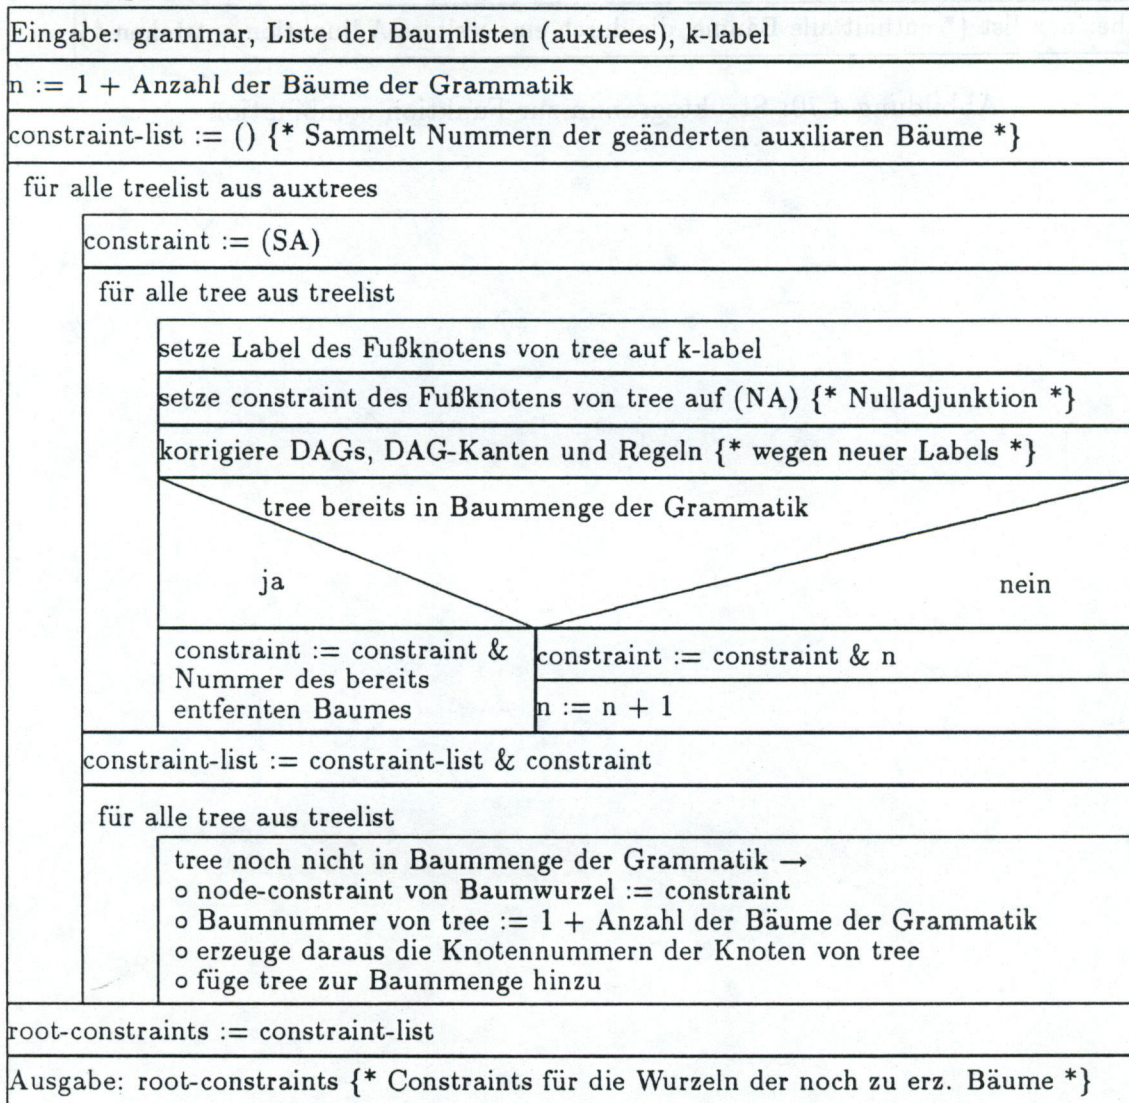 Eingabe: grammar, Liste der Baumlisten (auxtrees), k-label
n := 1 + Anzahl der Bäume der Grammatik
constraint-list := () {* Sammelt Nummern der geänderten auxiliaren Bäume *}
für alle treelist aus auxtrees
constraint := (SA)
für alle tree aus treelist
setze Label des Fußknotens von tree auf k-label
setze constraint des Fußknotens von tree auf (NA) {* Nulladjunktion *}
korrigiere DAGs, DAG-Kanten und Regeln {* wegen neuer Labels *}
tree bereits in Baummenge der Grammatik
ja
nein
constraint := constraint &
Nummer des bereits
entfernten Baumes
constraint := constraint & n
n := n + 1
constraint-list := constraint-list & constraint
für alle tree aus treelist
tree noch nicht in Baummenge der Grammatik →
o node-constraint von Baumwurzel := constraint
o Baumnummer von tree := 1 + Anzahl der Bäume der Grammatik
o erzeuge daraus die Knotennummern der Knoten von tree
o füge tree zur Baummenge hinzu
root-constraints := constraint-list
Ausgabe: root-constraints {* Constraints für die Wurzeln der noch zu erz. Bäume *}